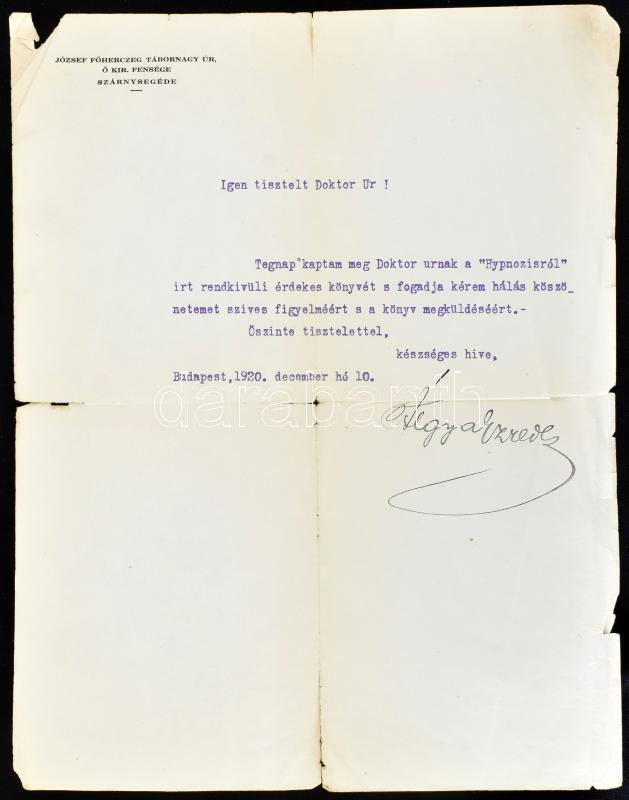 JÓZSEF FŐHERCZEG TÁBORNAGY ÚR,
Ő KIR. FENSÉGE
SZÁRNYSEGÉDE
Igen tisztelt Doktor Ur !
Tegnap kaptam meg Doktor urnak a "Hypnozisról"
irt rendkivüli érdekes könyvét s fogadja kérem hálás köszö_
netemet szives figyelméért s a könyv megküldéséért.-
Őszinte tisztelettel,
készséges hive,
Budapest,1920. december hó 10.
darabanth